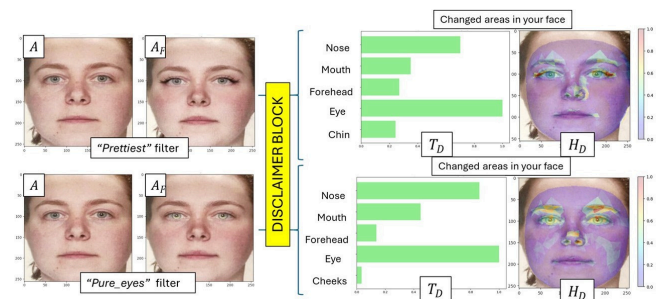 A
A_F
"Prettiest" filter
A
A_F
"Pure_eyes" filter
DISCLAIMER BLOCK
Changed areas in your face
Nose
Mouth
Forehead
Eye
Chin
T_D
H_D
Changed areas in your face
Nose
Mouth
Forehead
Eye
Cheeks
T_D
H_D